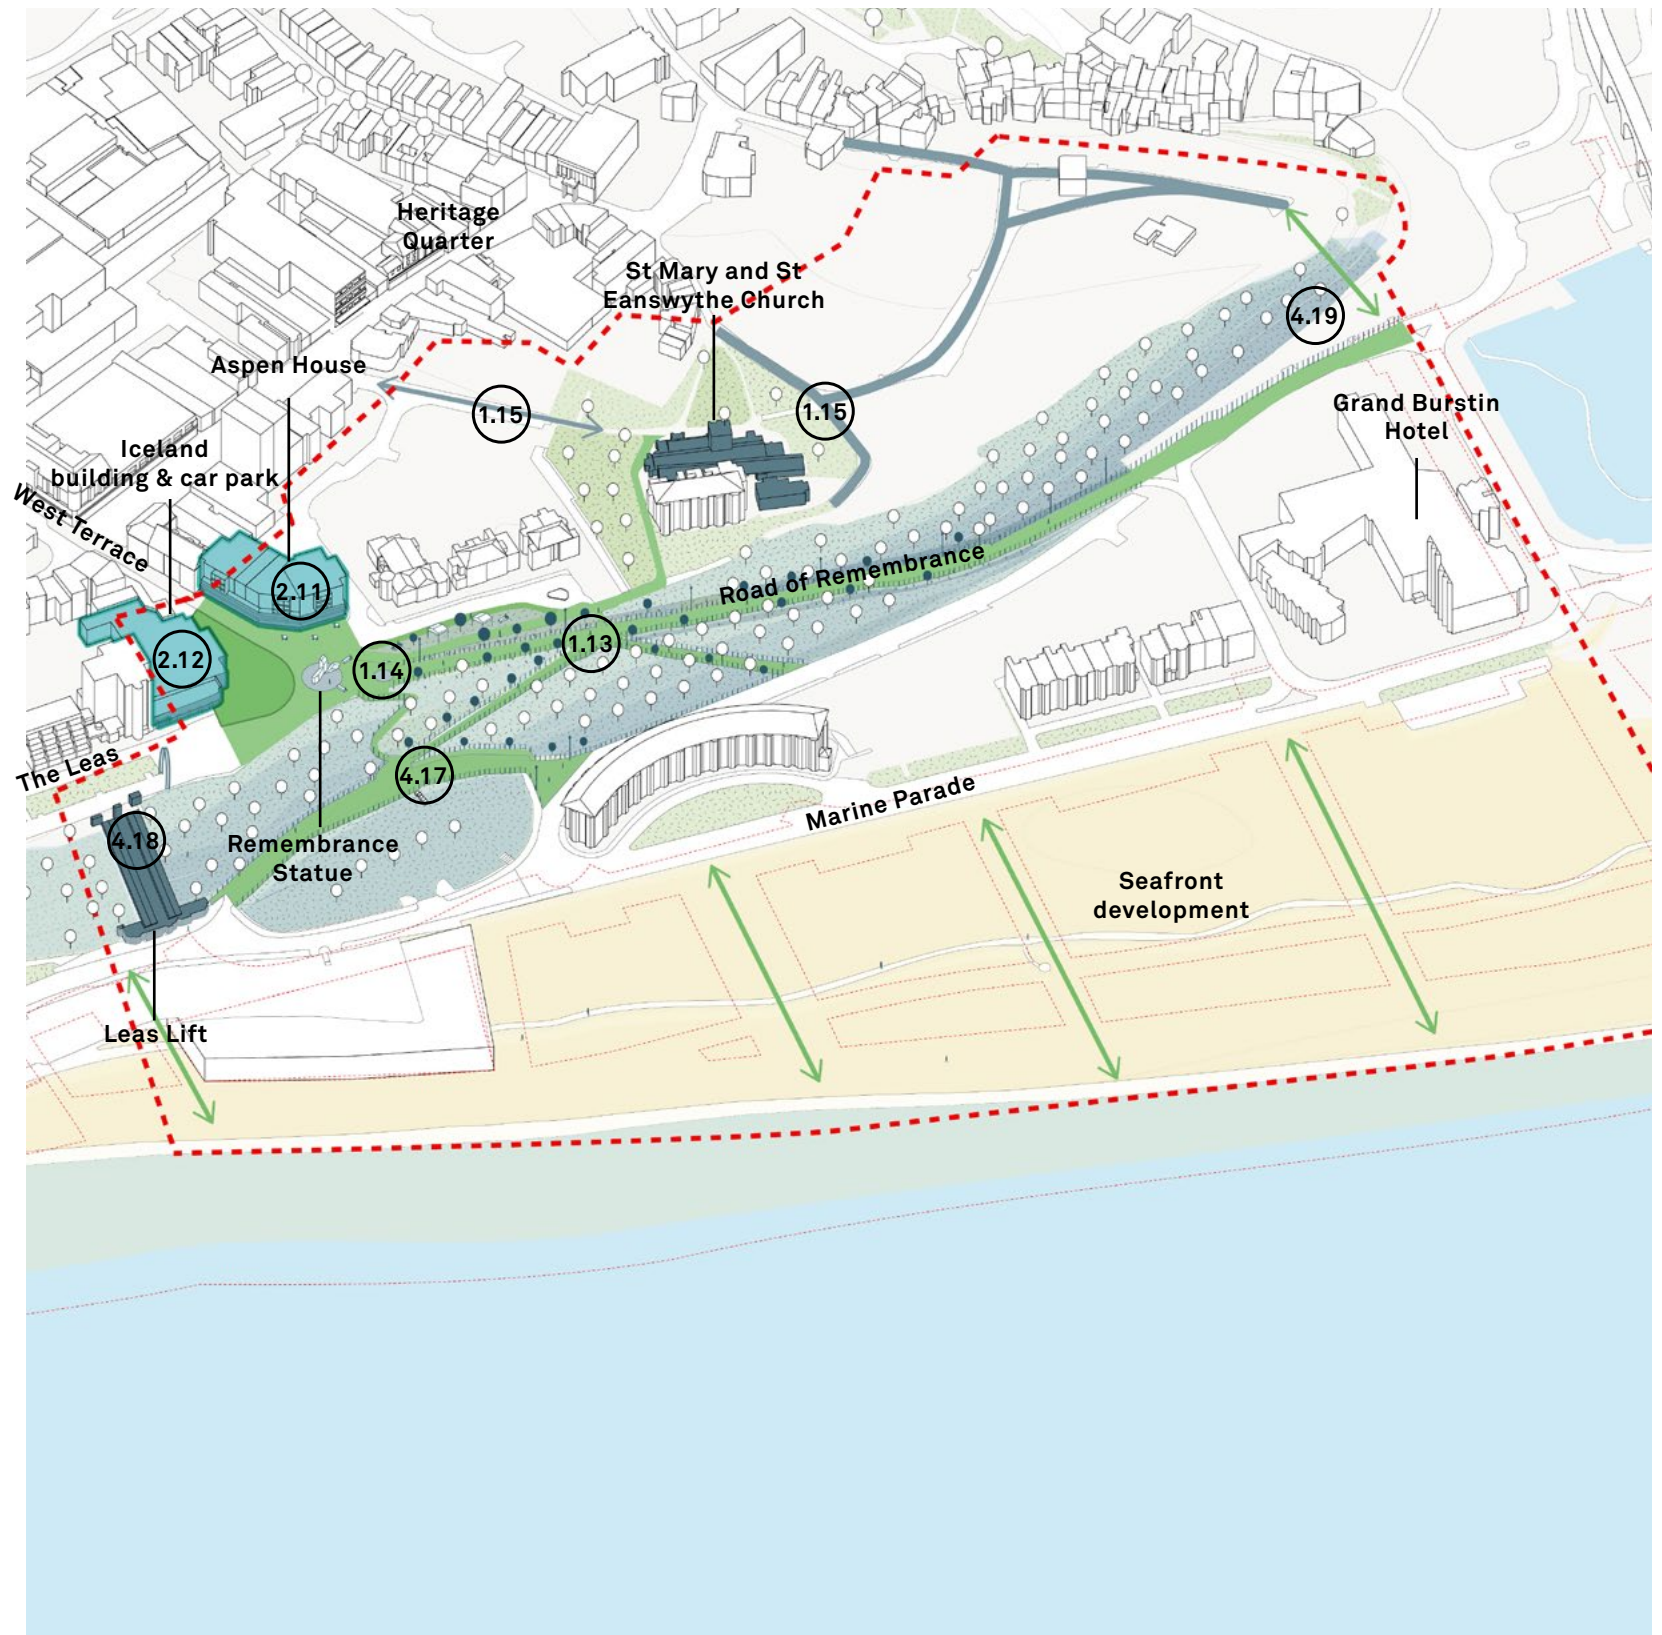 Heritage
Quarter
St Mary and St
Eanswythe Church
4.19
Aspen House
1.15
1.15
Grand Burstin
Hotel
Iceland
building & car park
West Terrace
2.11
Road of Remembrance
2.12
1.14
1.13
The Leas
4.17
Marine Parade
4.18
Remembrance
Statue
Seafront
development
Leas Lift